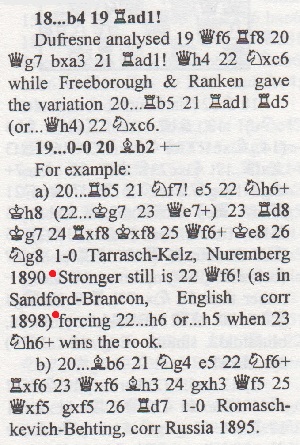 18...b4 19 ♖ad1!
Dufresne analysed 19 ♕f6 ♖f8 20
♕g7 bxa3 21 ♖ad1! ♕h4 22 ♘xc6
while Freeborough & Ranken gave
the variation 20...♖b5 21 ♖ad1 ♖d5
(or...♕h4) 22 ♘xc6.
19...0-0 20 ♗b2 +
For example:
a) 20...♖b5 21 ♘f7! e5 22 ♘h6+
♔h8 (22...♔g7 23 ♕e7+) 23 ♖d8
♔g7 24 ♖xf8 ♔xf8 25 ♕f6+ ♔e8 26
♘g8 1-0 Tarrasch-Kelz, Nuremberg
1890 Stronger still is 22 ♕f6! (as in
Sandford-Brancon, English corr
1898) forcing 22...h6 or...h5 when 23
♘h6+ wins the rook.
b) 20...♗b6 21 ♘g4 e5 22 ♘f6+
♖xf6 23 ♕xf6 ♗h3 24 gxh3 ♕f5 25
♕xf5 gxf5 26 ♖d7 1-0 Romasch-
kevich-Behting, corr Russia 1895.